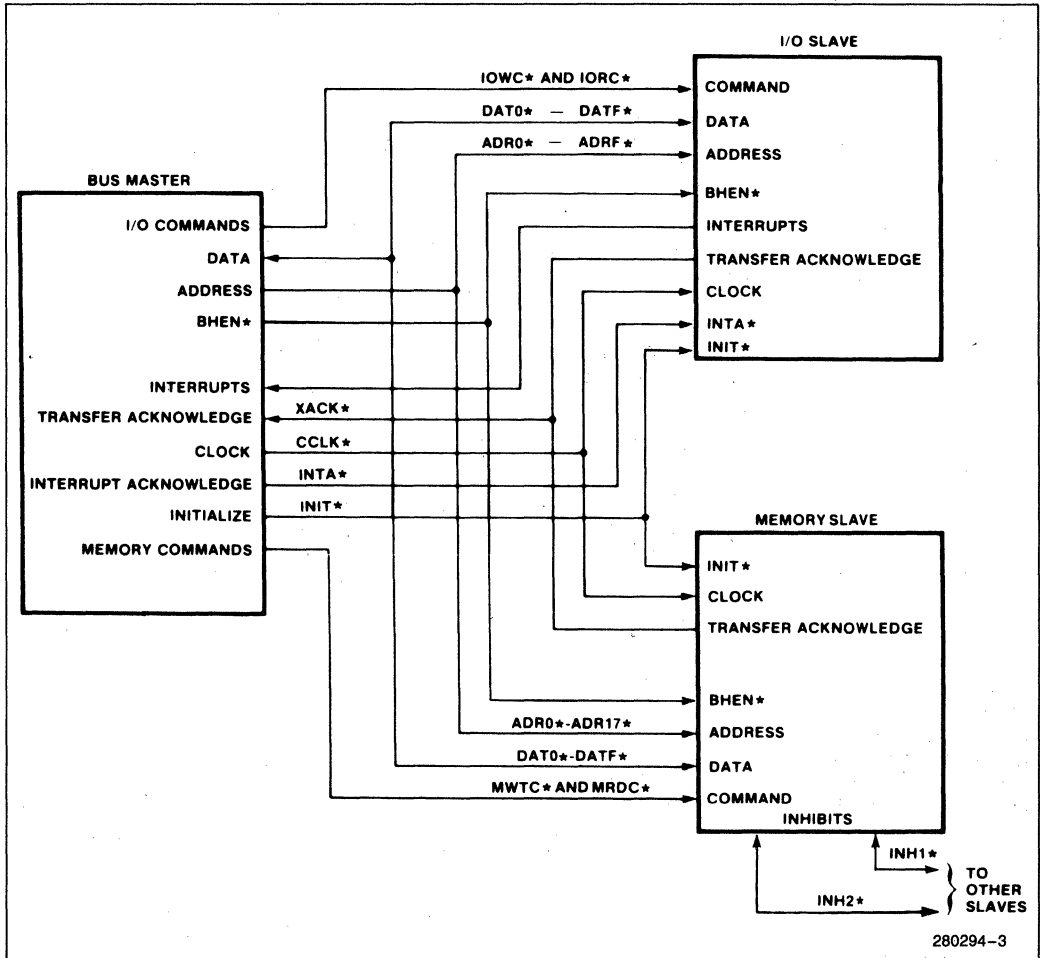 I/O SLAVE
IOWC* AND IORC*
COMMAND
DAT0* — DATF*
DATA
ADR0* — ADRF*
ADDRESS
BUS MASTER
BHEN*
I/O COMMANDS
INTERRUPTS
DATA
TRANSFER ACKNOWLEDGE
ADDRESS
CLOCK
BHEN*
INTA*
INIT*
INTERRUPTS
TRANSFER ACKNOWLEDGE
XACK*
CLOCK
CCLK*
INTERRUPT ACKNOWLEDGE
INTA*
INITIALIZE
INIT*
MEMORY COMMANDS
MEMORY SLAVE
INIT*
CLOCK
TRANSFER ACKNOWLEDGE
BHEN*
ADR0*-ADR17*
ADDRESS
DAT0*-DATF*
DATA
MWTC* AND MRDC*
COMMAND
INHIBITS
INH1*
INH2*
TO
OTHER
SLAVES
280294-3